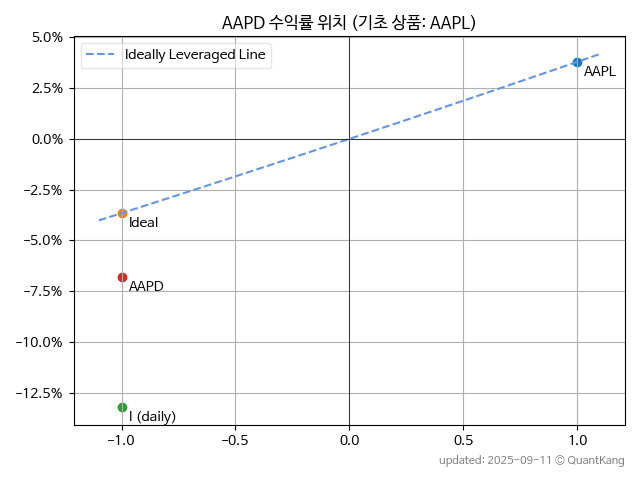 AAPD 수익률 위치 (기초 상품: AAPL)
5.0%
Ideally Leveraged Line
AAPL
2.5%
0.0%
−2.5%
Ideal
−5.0%
AAPD
−7.5%
−10.0%
−12.5%
I (daily)
−1.0 −0.5 0.0 0.5 1.0
updated: 2025-09-11 © QuantKang